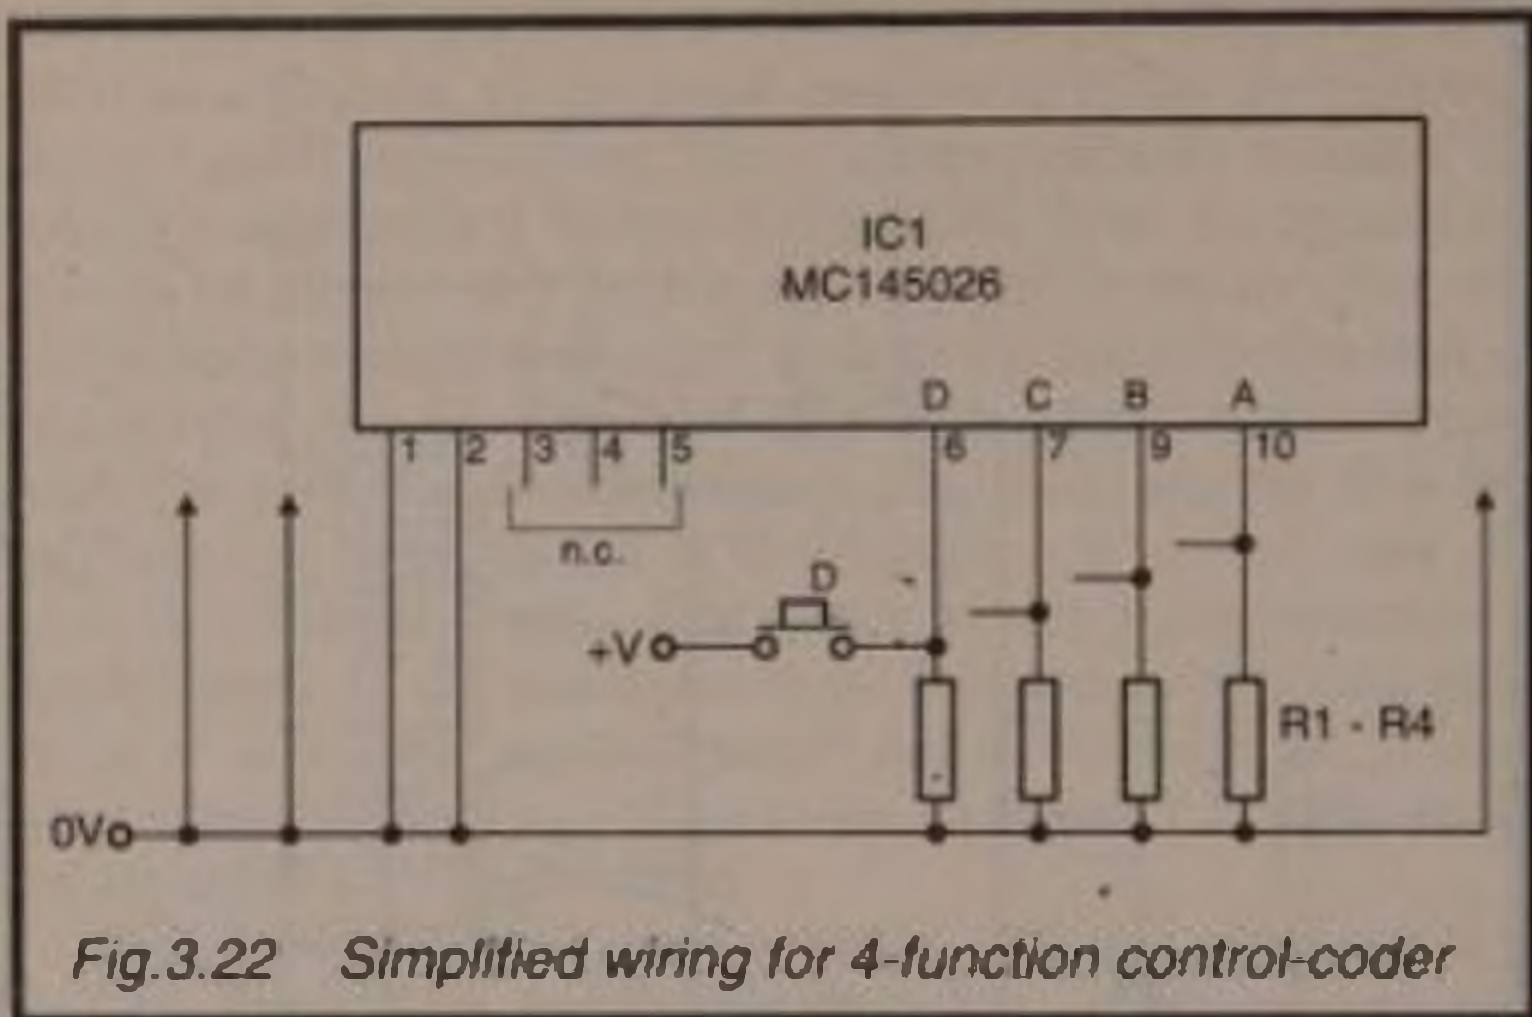 IC1
MC145026
D C B A
1 2 3 4 5 6 7 9 10
n.c.
D
+V
R1 - R4
0V
Fig.3.22 Simplified wiring for 4-function control-coder